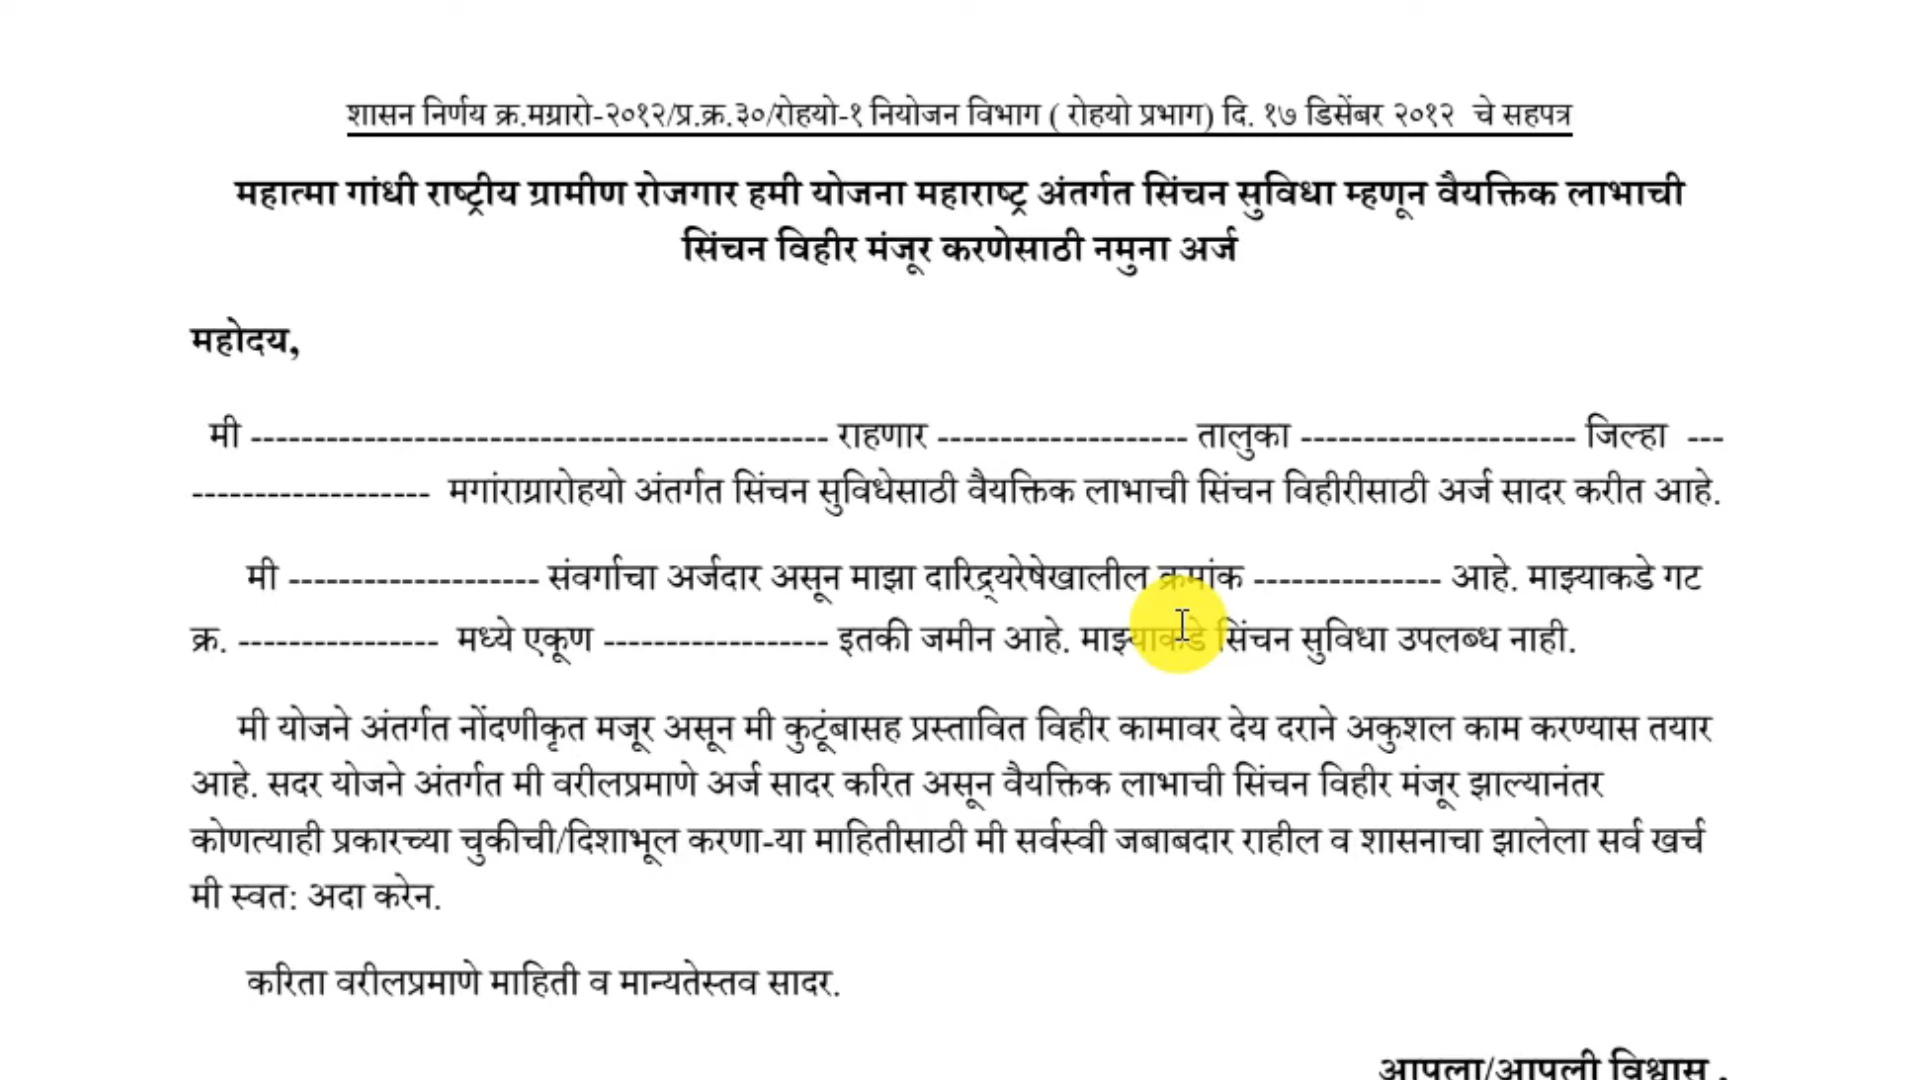 शासन निर्णय क्र.मग्रारो-२०१२/प्र.क्र.३०/रोहयो-१ नियोजन विभाग ( रोहयो प्रभाग) दि. १७ डिसेंबर २०१२ चे सहपत्र
महात्मा गांधी राष्ट्रीय ग्रामीण रोजगार हमी योजना महाराष्ट्र अंतर्गत सिंचन सुविधा म्हणून वैयक्तिक लाभाची
सिंचन विहीर मंजूर करणेसाठी नमुना अर्ज
महोदय,
मी ---------------------------------------------- राहणार -------------------- तालुका ---------------------- जिल्हा ---
------------------- मगांराग्रारोहयो अंतर्गत सिंचन सुविधेसाठी वैयक्तिक लाभाची सिंचन विहीरीसाठी अर्ज सादर करीत आहे.
मी -------------------- संवर्गाचा अर्जदार असून माझा दारिद्र्यरेषेखालील क्रमांक --------------- आहे. माझ्याकडे गट
क्र. ---------------- मध्ये एकूण ------------------ इतकी जमीन आहे. माझ्याकडे सिंचन सुविधा उपलब्ध नाही.
मी योजने अंतर्गत नोंदणीकृत मजूर असून मी कुटूंबासह प्रस्तावित विहीर कामावर देय दराने अकुशल काम करण्यास तयार
आहे. सदर योजने अंतर्गत मी वरीलप्रमाणे अर्ज सादर करित असून वैयक्तिक लाभाची सिंचन विहीर मंजूर झाल्यानंतर
कोणत्याही प्रकारच्या चुकीची/दिशाभूल करणा-या माहितीसाठी मी सर्वस्वी जबाबदार राहील व शासनाचा झालेला सर्व खर्च
मी स्वत: अदा करेन.
करिता वरीलप्रमाणे माहिती व मान्यतेस्तव सादर.
आपला/आपली विश्वासू,